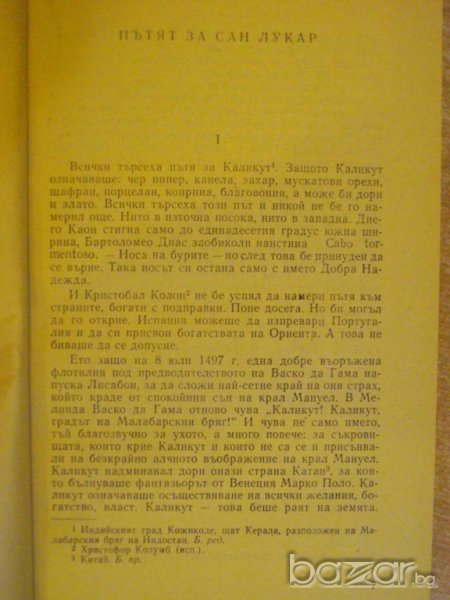 ПЪТЯТ ЗА САН ЛУКАР
I
Всички търсеха пътя за Каликут¹. Защото Каликут
означаваше: чер пипер, канела, захар, мускатови орехи,
шафран, порцелан, коприна, благовония, а може би дори
и злато. Всички търсеха този път и никой не бе го на-
мерил още. Нито в източна посока, нито в западна. Дие-
го Каон стигна само до единадесетия градус южна ши-
рина, Бартоломео Диас заобиколи наистина Cabo tor-
mentoso. — Носа на бурите — но след това бе принуден да
се върне. Така носът си остана само с името Добра На-
дежда.
И Кристобал Колон² не бе успял да намери пътя към
страните, богати с подправки. Поне досега. Но би могъл
да го открие. Испания можеше да изпревари Португа-
лия и да си присвои богатствата на Ориента. А това не
биваше да се допусне.
Ето защо на 8 юли 1497 г. една добре въоръжена
флотилия под предводителството на Васко да Гама на-
пуска Лисабон, за да сложи най-сетне край на оня страх,
който краде от спокойния сън на крал Мануел. В Ме-
линда Васко да Гама отново чува „Каликут! Каликут,
градът на Малабарския бряг!" И чува не само името,
тъй благозвучно за ухото, а много повече: за съкрови-
щата, които крие Каликут и които не са се и присънва-
ли на безкрайно алчното въображение на крал Мануел.
Каликут надминавал дори онази страна Катан³, за коя-
то бълнуваше фантазьорът от Венеция Марко Поло. Ка-
ликут означаваше осъществяване на всички желания, бо-
гатство, власт. Каликут — това беше раят на земята.
¹ Индийският град Кожикоде, щат Керала, разположен на Ма-
лабарския бряг на Индостан. Б. ред.
² Христофор Колумб (исп.).
³ Китай. Б. пр.
bazar.bg